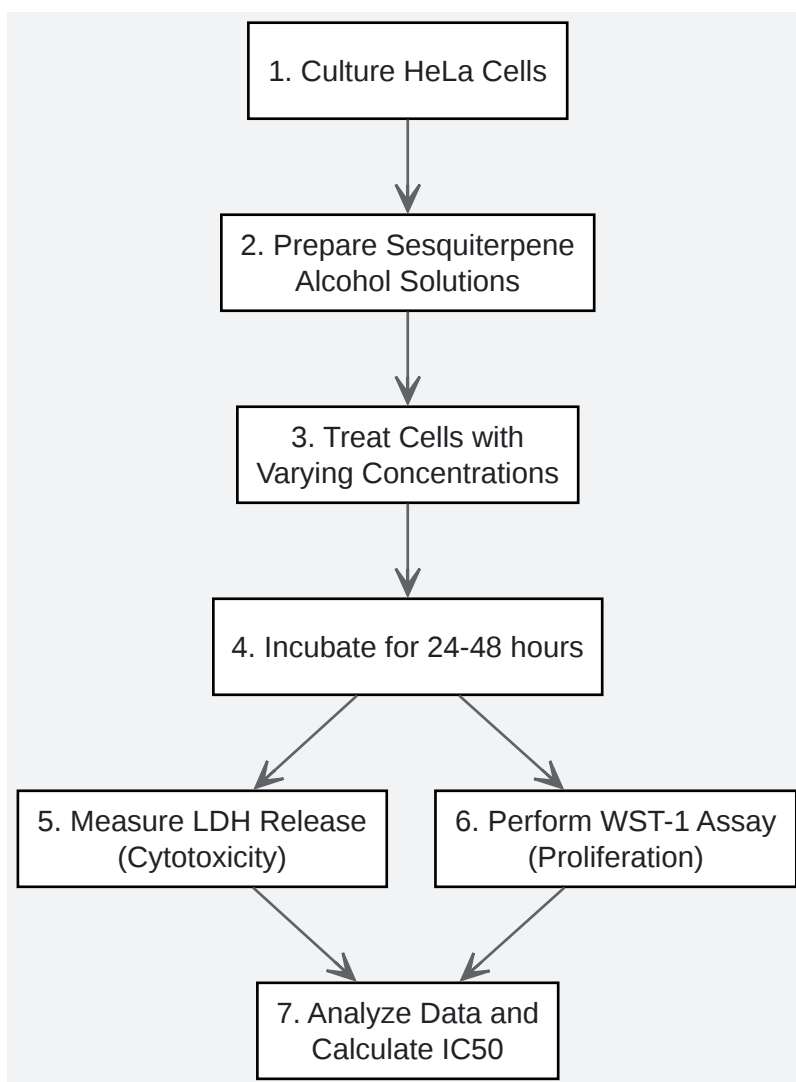 1. Culture HeLa Cells
2. Prepare Sesquiterpene
Alcohol Solutions
3. Treat Cells with
Varying Concentrations
4. Incubate for 24-48 hours
5. Measure LDH Release
(Cytotoxicity)
6. Perform WST-1 Assay
(Proliferation)
7. Analyze Data and
Calculate IC50